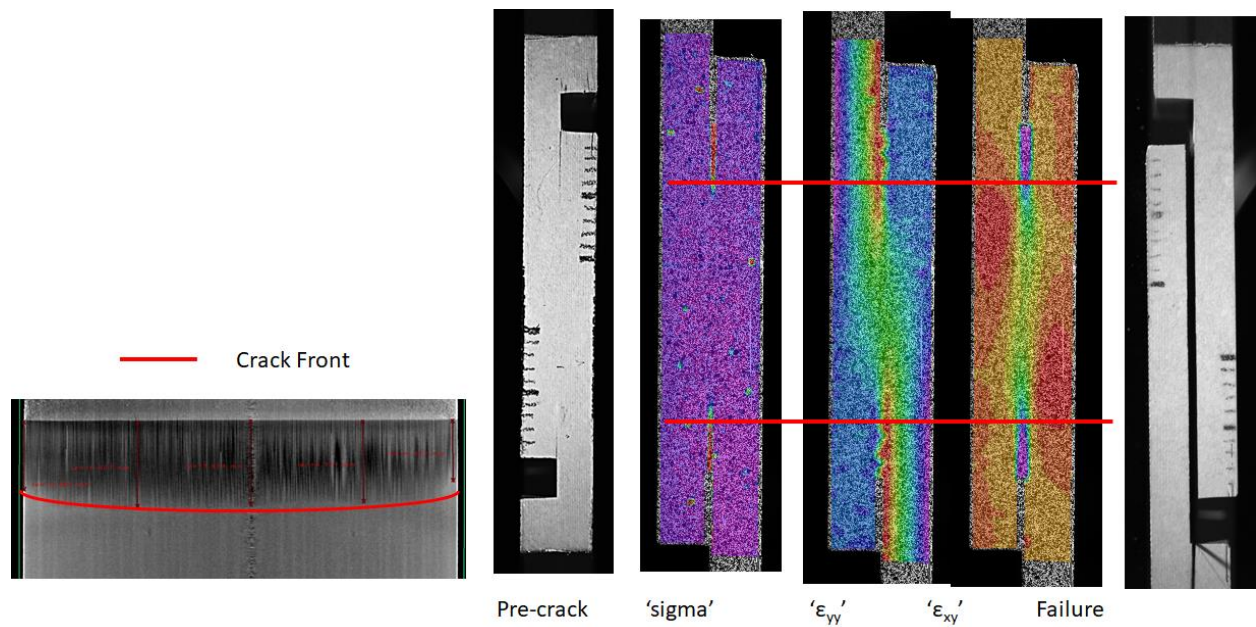 Crack Front
Pre-crack
‘sigma’
‘εyy’
‘εxy’
Failure